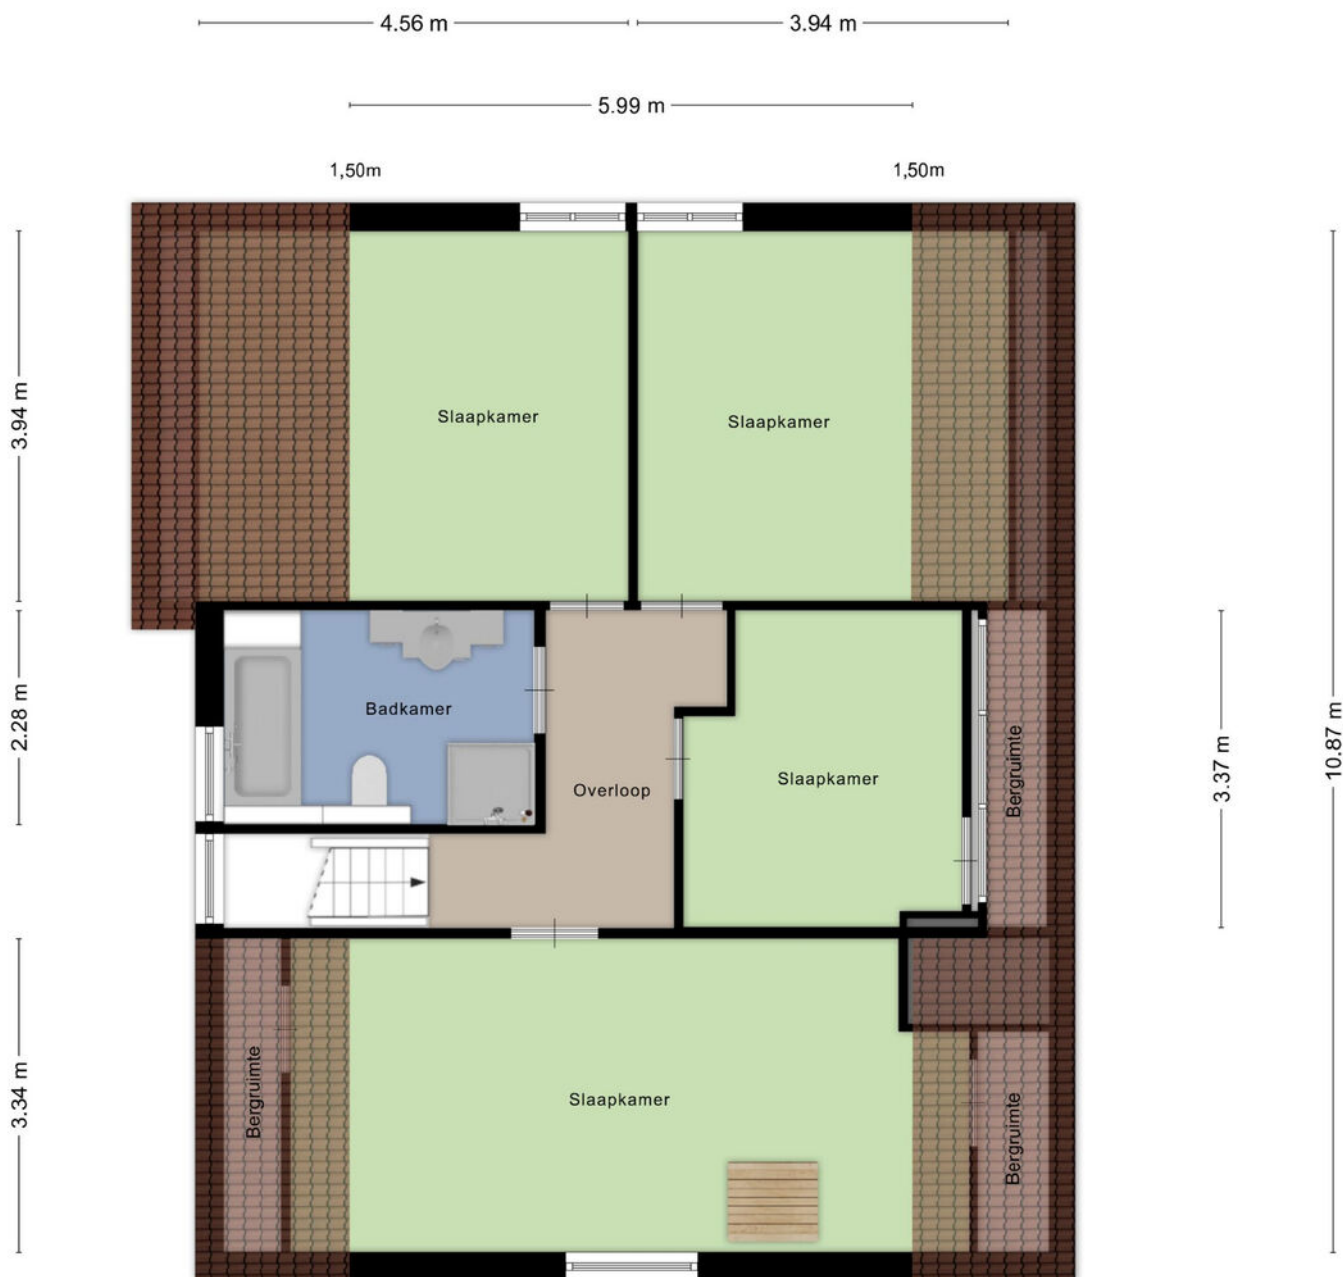 4.56 m
3.94 m
5.99 m
1,50m
1,50m
3.94 m
Slaapkamer
Slaapkamer
2.28 m
Badkamer
Overloop
Slaapkamer
Bergruimte
3.37 m
10.87 m
3.34 m
Bergruimte
Slaapkamer
Bergruimte